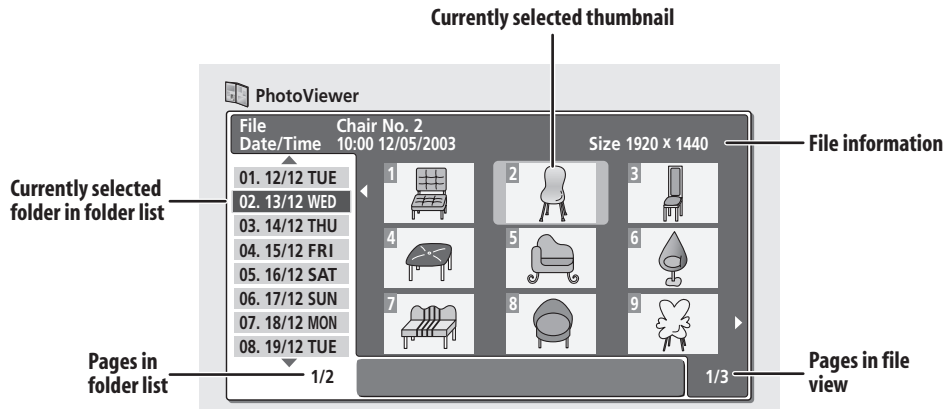 Currently selected thumbnail
PhotoViewer
File Chair No. 2
Date/Time 10:00 12/05/2003 Size 1920 x 1440
File information
Currently selected
folder in folder list
01. 12/12 TUE
02. 13/12 WED
03. 14/12 THU
04. 15/12 FRI
05. 16/12 SAT
06. 17/12 SUN
07. 18/12 MON
08. 19/12 TUE
1 2 3
4 5 6
7 8 9
Pages in
folder list
1/2
1/3
Pages in file
view